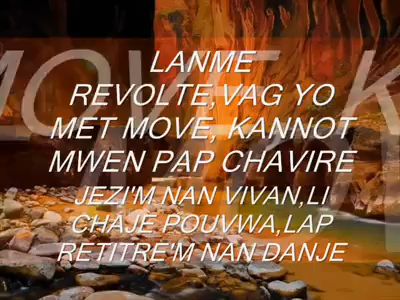 LANME
REVOLTE,VAG YO
MET MOVE, KANNOT
MWEN PAP CHAVIRE
JEZI'M NAN VIVAN,LI
CHAJE POUVWA,LAP
RETITRE'M NAN DANJE